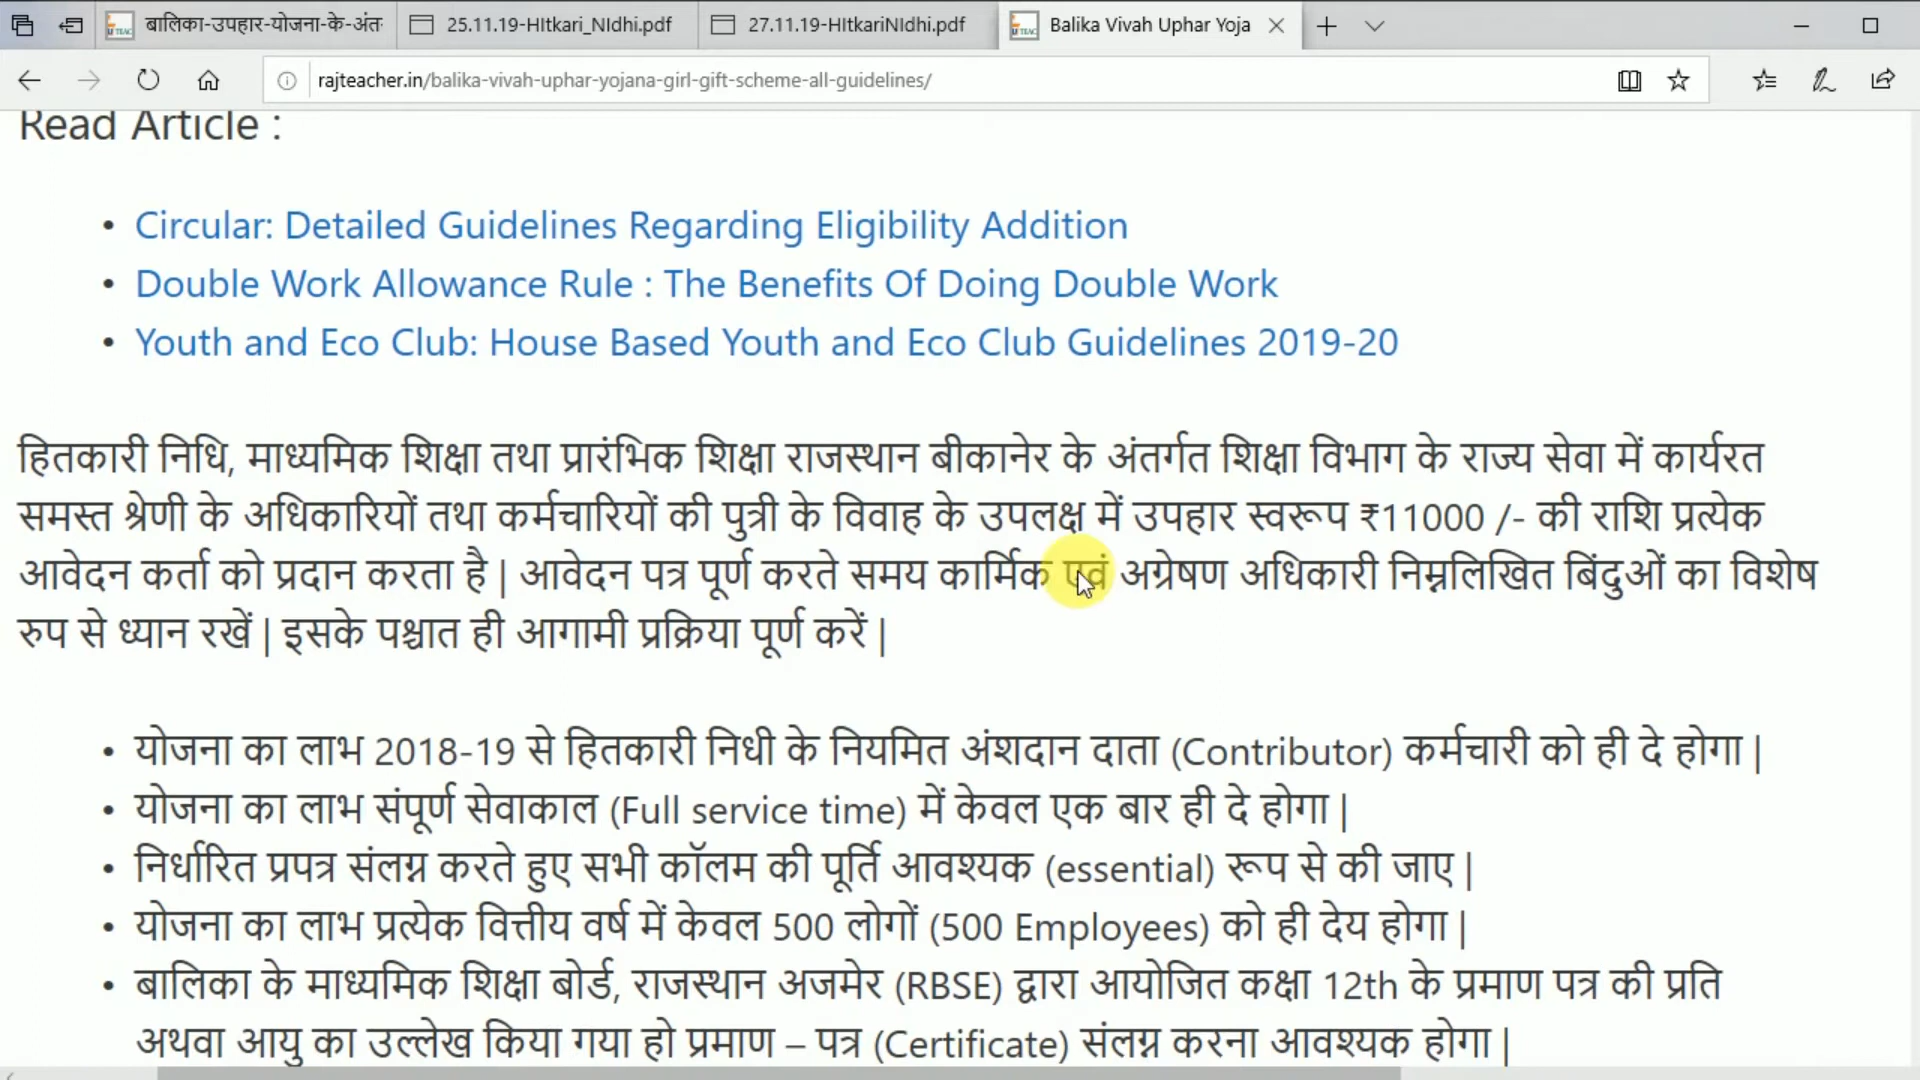 बालिका-उपहार-योजना-के-अंत
25.11.19-HItkari_NIdhi.pdf
27.11.19-HItkariNIdhi.pdf
Balika Vivah Uphar Yoja
rajteacher.in/balika-vivah-uphar-yojana-girl-gift-scheme-all-guidelines/
Read Article :
• Circular: Detailed Guidelines Regarding Eligibility Addition
• Double Work Allowance Rule : The Benefits Of Doing Double Work
• Youth and Eco Club: House Based Youth and Eco Club Guidelines 2019-20
हितकारी निधि, माध्यमिक शिक्षा तथा प्रारंभिक शिक्षा राजस्थान बीकानेर के अंतर्गत शिक्षा विभाग के राज्य सेवा में कार्यरत
समस्त श्रेणी के अधिकारियों तथा कर्मचारियों की पुत्री के विवाह के उपलक्ष में उपहार स्वरूप ₹11000 /- की राशि प्रत्येक
आवेदन कर्ता को प्रदान करता है | आवेदन पत्र पूर्ण करते समय कार्मिक एवं अग्रेषण अधिकारी निम्नलिखित बिंदुओं का विशेष
रुप से ध्यान रखें | इसके पश्चात ही आगामी प्रक्रिया पूर्ण करें |
• योजना का लाभ 2018-19 से हितकारी निधी के नियमित अंशदान दाता (Contributor) कर्मचारी को ही दे होगा |
• योजना का लाभ संपूर्ण सेवाकाल (Full service time) में केवल एक बार ही दे होगा |
• निर्धारित प्रपत्र संलग्न करते हुए सभी कॉलम की पूर्ति आवश्यक (essential) रूप से की जाए |
• योजना का लाभ प्रत्येक वित्तीय वर्ष में केवल 500 लोगों (500 Employees) को ही देय होगा |
• बालिका के माध्यमिक शिक्षा बोर्ड, राजस्थान अजमेर (RBSE) द्वारा आयोजित कक्षा 12th के प्रमाण पत्र की प्रति
अथवा आयु का उल्लेख किया गया हो प्रमाण – पत्र (Certificate) संलग्न करना आवश्यक होगा |